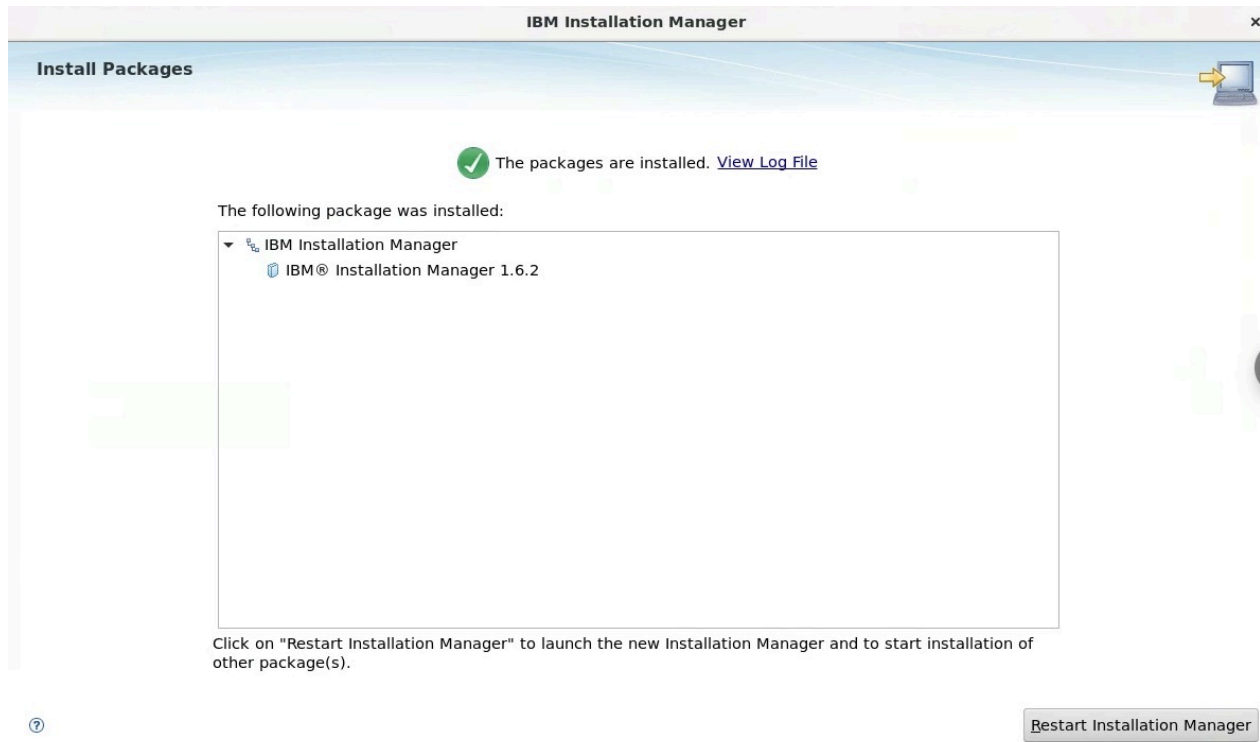 IBM Installation Manager
Install Packages
The packages are installed. View Log File
The following package was installed:
IBM Installation Manager
IBM® Installation Manager 1.6.2
Click on "Restart Installation Manager" to launch the new Installation Manager and to start installation of
other package(s).
Restart Installation Manager